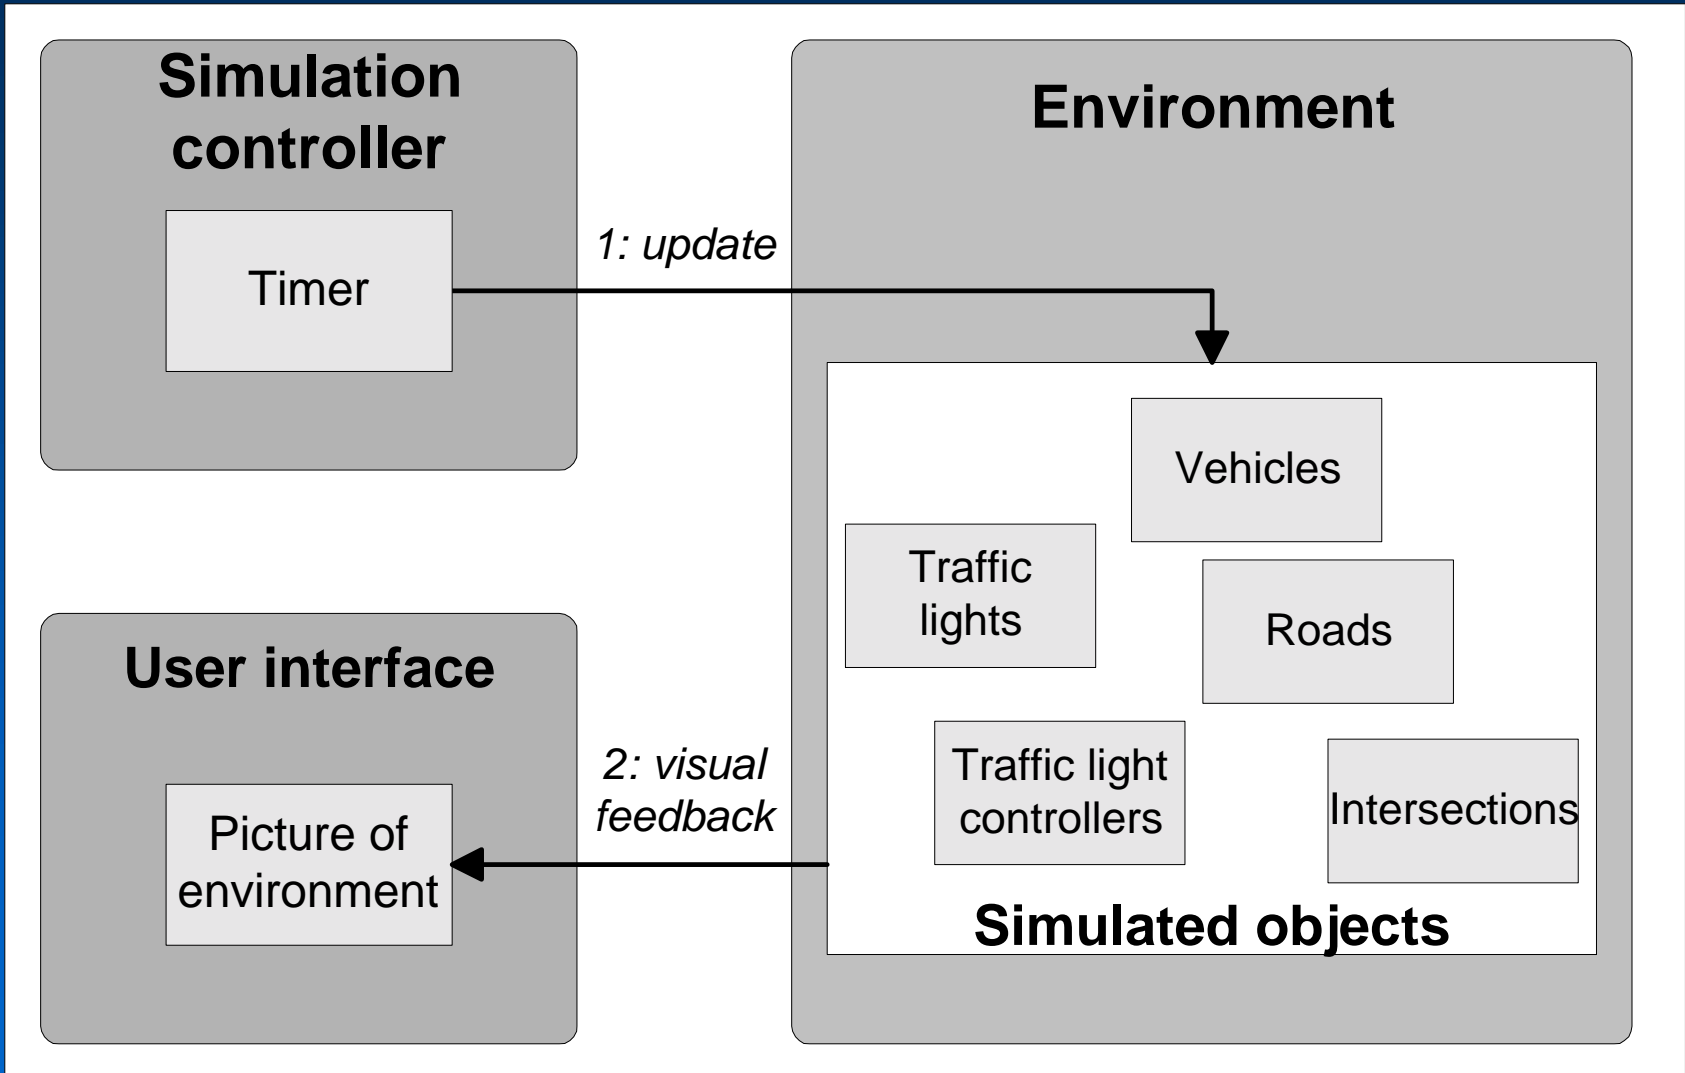 Simulation
controller
Timer
1: update
Environment
Vehicles
Traffic
lights
Roads
Traffic light
controllers
Intersections
Simulated objects
User interface
Picture of
environment
2: visual
feedback